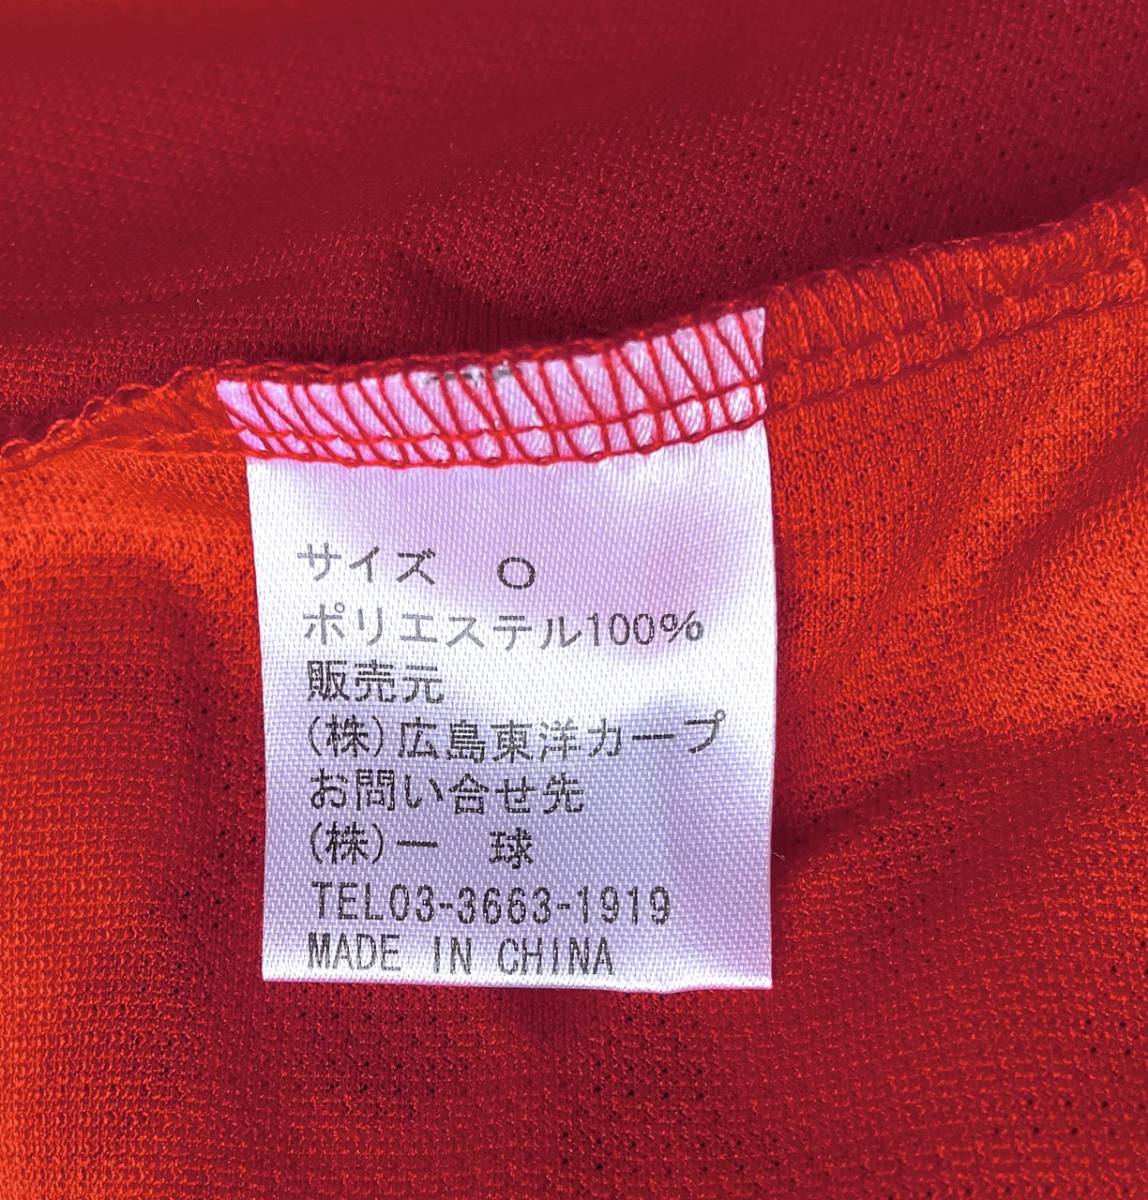 サイズ　O
ポリエステル100%
販売元
(株)広島東洋カープ
お問い合せ先
(株)一　球
TEL03-3663-1919
MADE IN CHINA